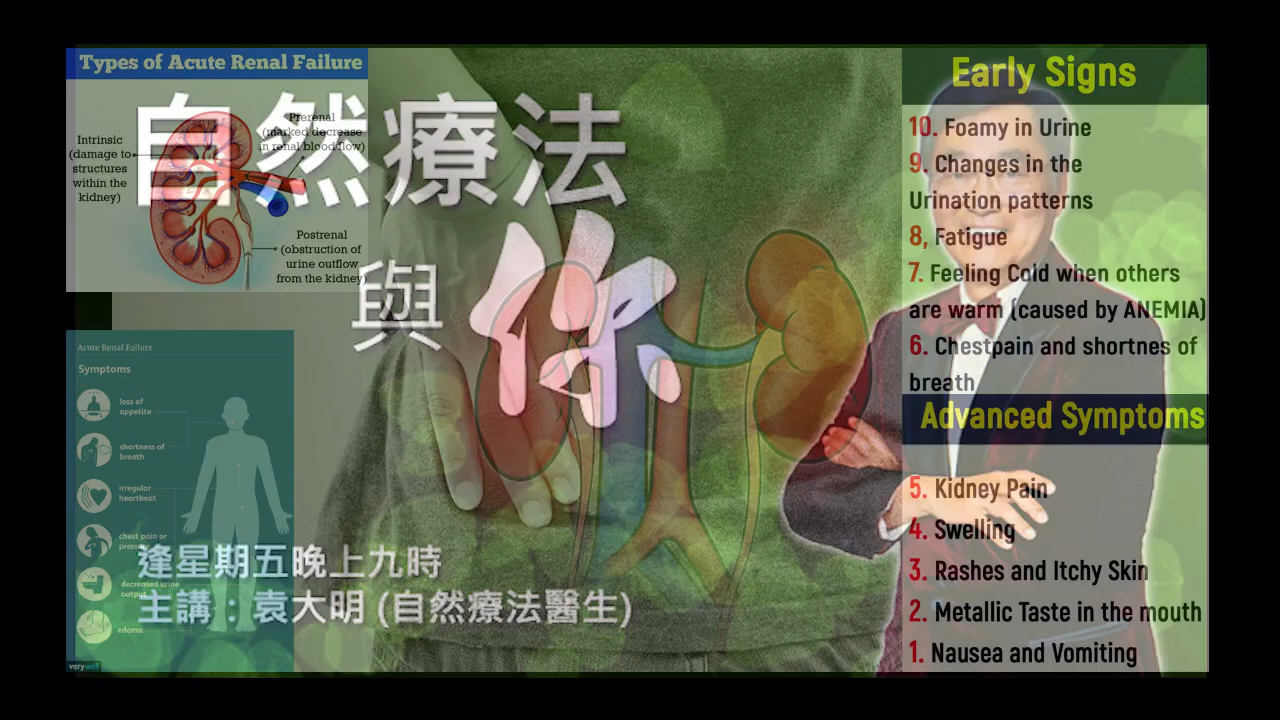 Types of Acute Renal Failure
Prerenal
(marked decrease
in renal blood flow)
Intrinsic
(damage to
structures
within the
kidney)
Postrenal
(obstruction of
urine outflow
from the kidney)
自然療法
與你
Acute Renal Failure
Symptoms
loss of
appetite
shortness of
breath
irregular
heartbeat
chest pain or
pressure
decreased urine
output
edema
verywell
逢星期五晚上九時
主講：袁大明 (自然療法醫生)
Early Signs
10. Foamy in Urine
9. Changes in the
Urination patterns
8, Fatigue
7. Feeling Cold when others
are warm (caused by ANEMIA)
6. Chestpain and shortnes of
breath
Advanced Symptoms
5. Kidney Pain
4. Swelling
3. Rashes and Itchy Skin
2. Metallic Taste in the mouth
1. Nausea and Vomiting